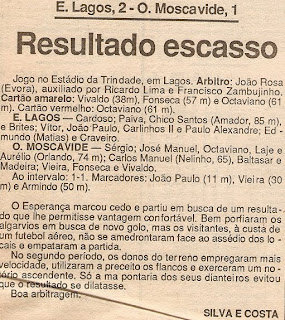 E. Lagos, 2 - O. Moscavide, 1
Resultado escasso
Jogo no Estádio da Trindade, em Lagos. Arbitro: João Rosa
(Evora), auxiliado por Ricardo Lima e Francisco Zambujinho.
Cartão amarelo: Vivaldo (38m), Fonseca (57 m) e Octaviano (61
m). Cartão vermelho: Octaviano (61 m).
E. LAGOS — Cardoso; Paiva, Chico Santos (Amador, 85 m),
e Brites; Vitor, João Paulo, Carlinhos II e Paulo Alexandre; Ed-
mundo (Matias) e Craveiro.
O. MOSCAVIDE — Sérgio; José Manuel, Octaviano, Laje e
Aurélio (Orlando, 74 m); Carlos Manuel (Nelinho, 65), Baltasar e
Madeira; Vieira, Fonseca e Vivaldo.
Ao intervalo: 1-1. Marcadores: João Paulo (11 m), Vieira (30
m) e Armindo (50 m).
O Esperança marcou cedo e partiu em busca de um resulta-
do que lhe permitisse vantagem confortável. Bem porfiaram os
algarvios em busca de novo golo, mas os visitantes, à custa de
um futebol aéreo, não se amedrontaram face ao assédio dos lo-
cais e empataram a partida.
No segundo período, os donos do terreno empregaram mais
velocidade, utilizaram a preceito os flancos e exerceram um no-
tório ascendente. Só a má pontaria dos seus dianteiros evitou
que o resultado se dilatasse.
Boa arbitragem.
SILVA E COSTA